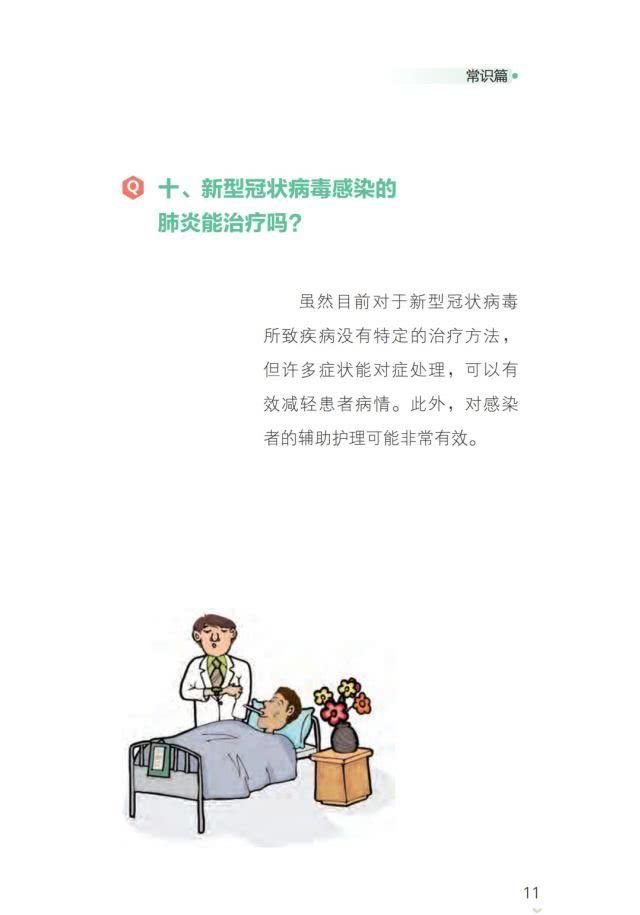 常识篇
Q 十、新型冠状病毒感染的
肺炎能治疗吗？
虽然目前对于新型冠状病毒
所致疾病没有特定的治疗方法，
但许多症状能对症处理，可以有
效减轻患者病情。此外，对感染
者的辅助护理可能非常有效。
11